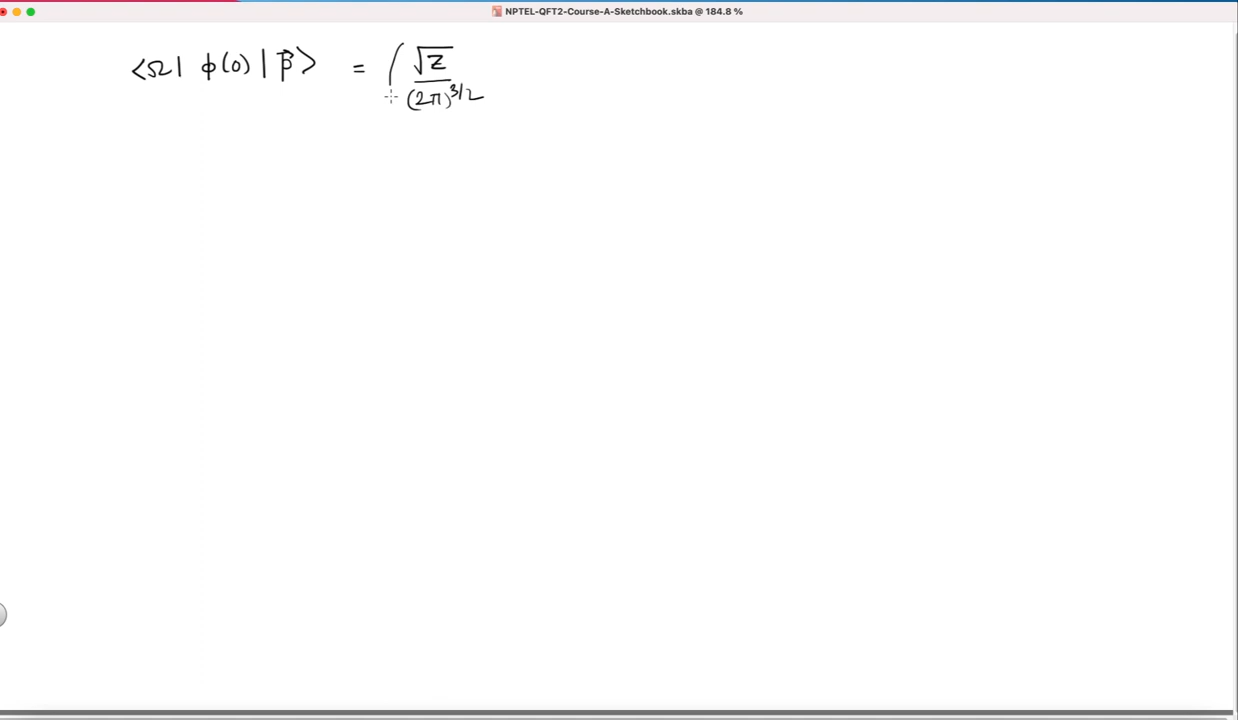 NPTEL-QFT2-Course-A-Sketchbook.skba @ 184.8 %
<Ω| φ(0) | p⃗ > = ( √Z / (2π)^3/2